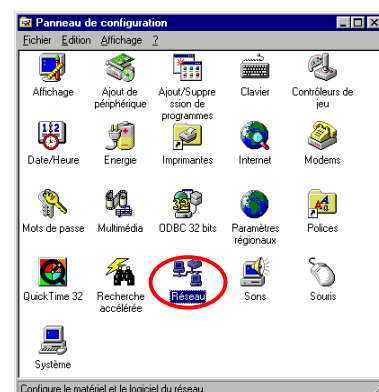 Panneau de configuration
Fichier Edition Affichage ?
Affichage
Ajout de
périphérique
Ajout/Suppre
ssion de
programmes
Clavier
Contrôleurs de
jeu
Date/Heure
Energie
Imprimantes
Internet
Modems
Mots de passe
Multimédia
ODBC 32 bits
Paramètres
régionaux
Polices
QuickTime 32
Recherche
accélérée
Réseau
Sons
Souris
Système
Configure le matériel et le logiciel du réseau.